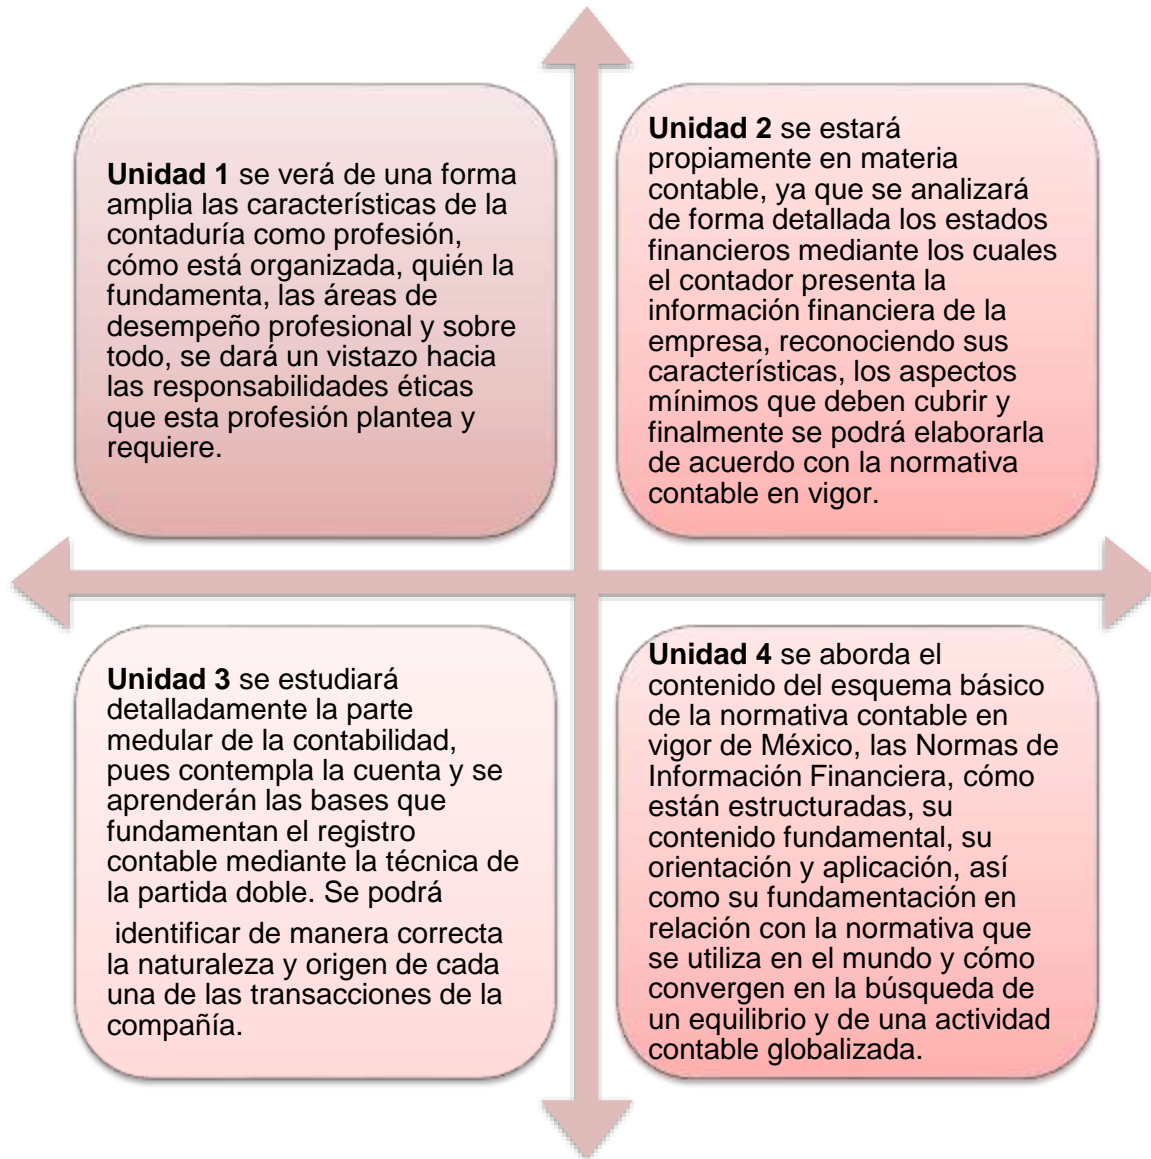 Unidad 1 se verá de una forma
amplia las características de la
contaduría como profesión,
cómo está organizada, quién la
fundamenta, las áreas de
desempeño profesional y sobre
todo, se dará un vistazo hacia
las responsabilidades éticas
que esta profesión plantea y
requiere.
Unidad 2 se estará
propiamente en materia
contable, ya que se analizará
de forma detallada los estados
financieros mediante los cuales
el contador presenta la
información financiera de la
empresa, reconociendo sus
características, los aspectos
mínimos que deben cubrir y
finalmente se podrá elaborarla
de acuerdo con la normativa
contable en vigor.
Unidad 3 se estudiará
detalladamente la parte
medular de la contabilidad,
pues contempla la cuenta y se
aprenderán las bases que
fundamentan el registro
contable mediante la técnica de
la partida doble. Se podrá
identificar de manera correcta
la naturaleza y origen de cada
una de las transacciones de la
compañía.
Unidad 4 se aborda el
contenido del esquema básico
de la normativa contable en
vigor de México, las Normas de
Información Financiera, cómo
están estructuradas, su
contenido fundamental, su
orientación y aplicación, así
como su fundamentación en
relación con la normativa que
se utiliza en el mundo y cómo
convergen en la búsqueda de
un equilibrio y de una actividad
contable globalizada.